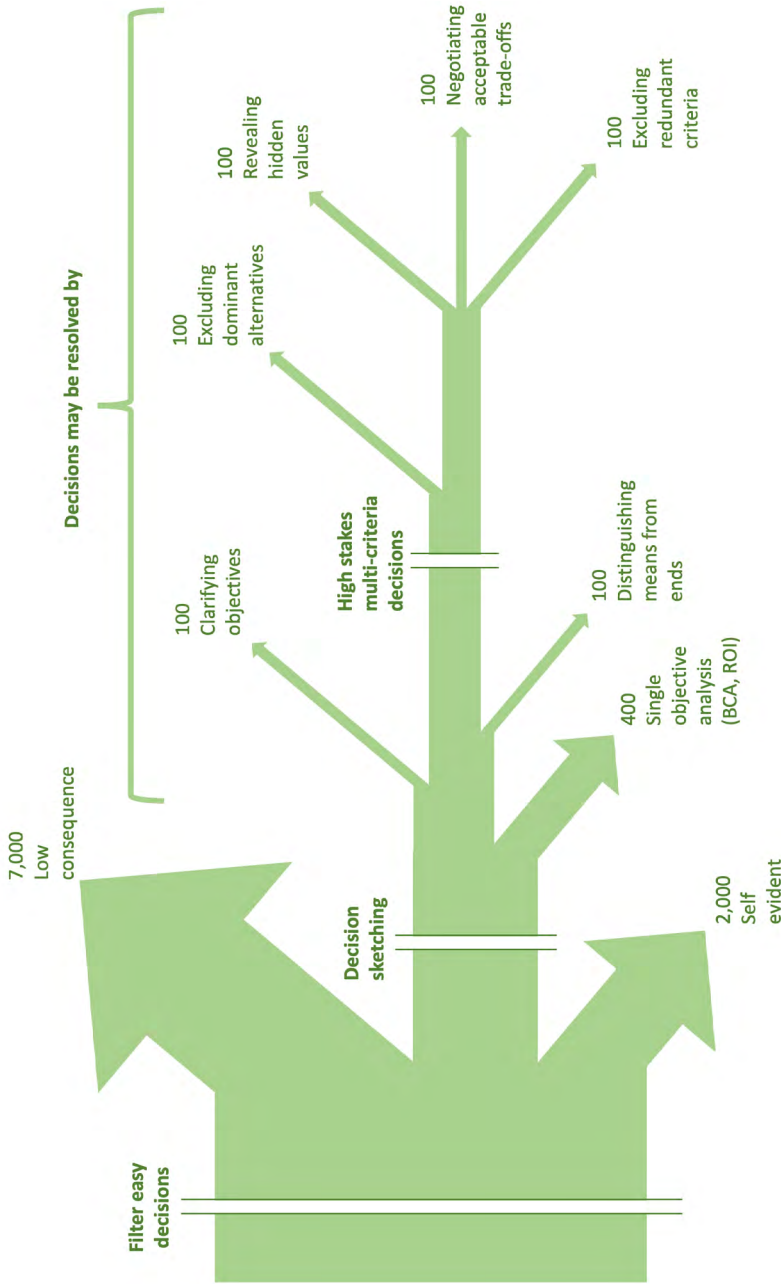 Decisions may be resolved by
Filter easy
decisions
7,000
Low
consequence
2,000
Self
evident
Decision
sketching
400
Single
objective
analysis
(BCA, ROI)
100
Clarifying
objectives
100
Distinguishing
means from
ends
High stakes
multi-criteria
decisions
100
Excluding
dominant
alternatives
100
Revealing
hidden
values
100
Negotiating
acceptable
trade-offs
100
Excluding
redundant
criteria